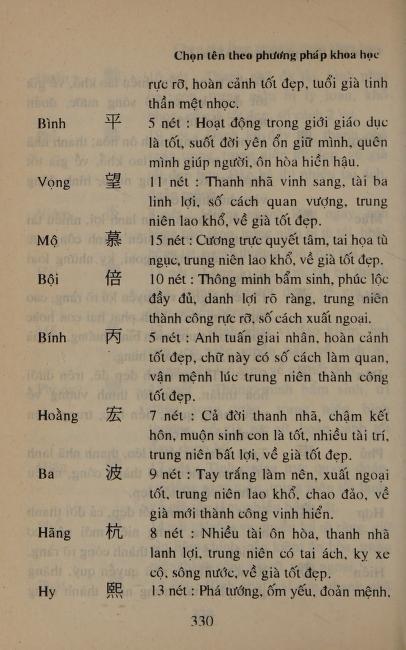 Chọn tên theo phương pháp khoa học
rực rỡ, hoàn cảnh tốt đẹp, tuổi già tinh
thần mệt nhọc.
Bình 平 5 nét : Hoạt động trong giới giáo dục
là tốt, suốt đời yên ổn giữ mình, quên
mình giúp người, ôn hòa hiền hậu.
Vọng 望 11 nét : Thanh nhã vinh sang, tài ba
linh lợi, số cách quan vượng, trung
niên lao khổ, về già tốt đẹp.
Mộ 慕 15 nét : Cương trực quyết tâm, tai họa tù
ngục, trung niên lao khổ, về già tốt đẹp.
Bội 倍 10 nét : Thông minh bẩm sinh, phúc lộc
đầy đủ, danh lợi rõ ràng, trung niên
thành công rực rỡ, số cách xuất ngoại.
Bính 丙 5 nét : Anh tuấn giai nhân, hoàn cảnh
tốt đẹp, chữ này có số cách làm quan,
vận mệnh lúc trung niên thành công
tốt đẹp.
Hoằng 宏 7 nét : Cả đời thanh nhã, chậm kết
hôn, muộn sinh con là tốt, nhiều tài trí,
trung niên bất lợi, về già tốt đẹp.
Ba 波 9 nét : Tay trắng làm nên, xuất ngoại
tốt, trung niên lao khổ, chao đảo, về
già mới thành công vinh hiển.
Hãng 杭 8 nét : Nhiều tài ôn hòa, thanh nhã
lanh lợi, trung niên có tai ách, kỵ xe
cộ, sông nước, về già tốt đẹp.
Hy 熙 13 nét : Phá tướng, ốm yếu, đoản mệnh,
330